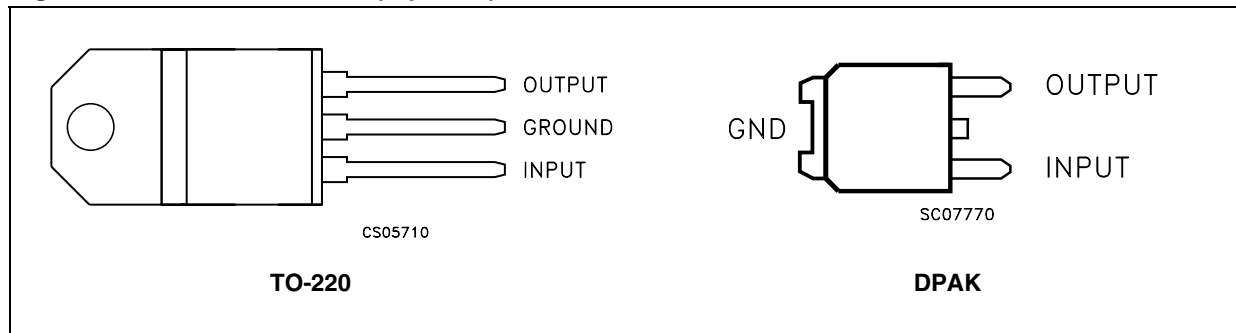 OUTPUT
GROUND
INPUT
CS05710
TO-220
GND
OUTPUT
INPUT
SC07770
DPAK